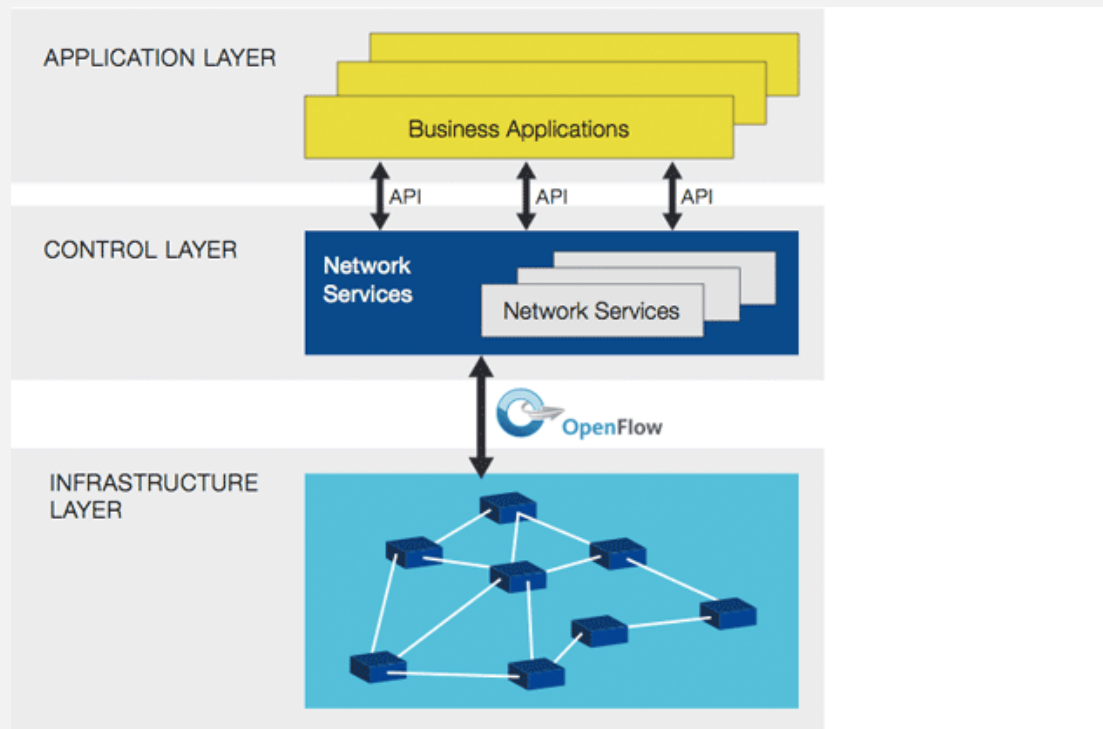 APPLICATION LAYER
Business Applications
API
API
API
CONTROL LAYER
Network
Services
Network Services
OpenFlow
INFRASTRUCTURE
LAYER